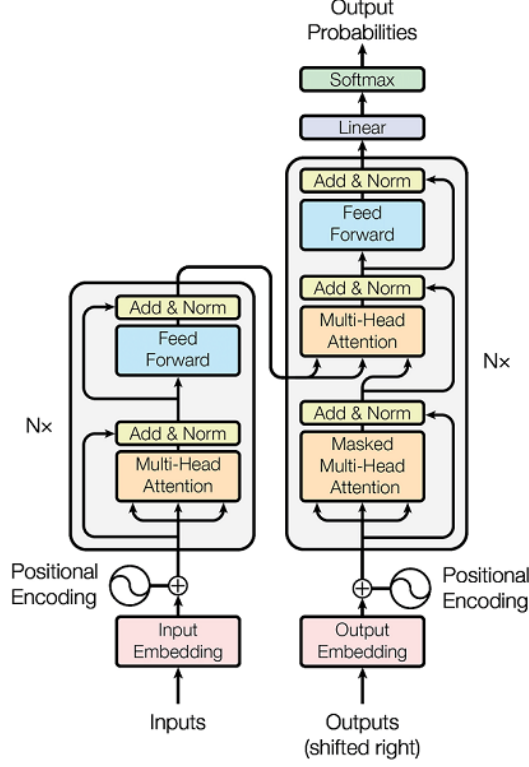 Output
Probabilities
Softmax
Linear
Add & Norm
Feed
Forward
Add & Norm
Multi-Head
Attention
Add & Norm
Masked
Multi-Head
Attention
N×
Add & Norm
Feed
Forward
Add & Norm
Multi-Head
Attention
N×
Positional
Encoding
Positional
Encoding
Input
Embedding
Output
Embedding
Inputs
Outputs
(shifted right)